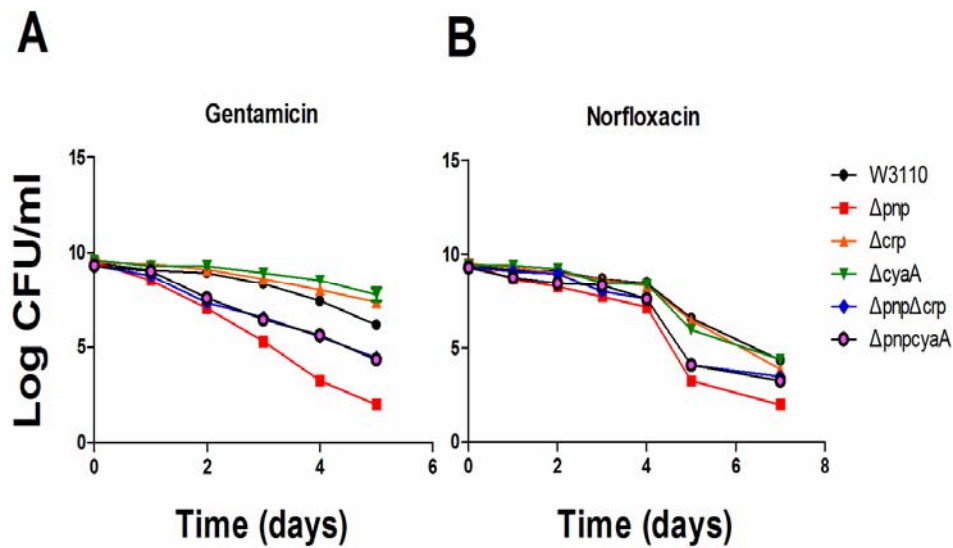 A
B
Gentamicin
Norfloxacin
Log CFU/ml
15
10
5
0
0 2 4 6
Time (days)
15
10
5
0
0 2 4 6 8
Time (days)
W3110
Δpnp
Δcrp
ΔcyaA
ΔpnpΔcrp
ΔpnpcyaA